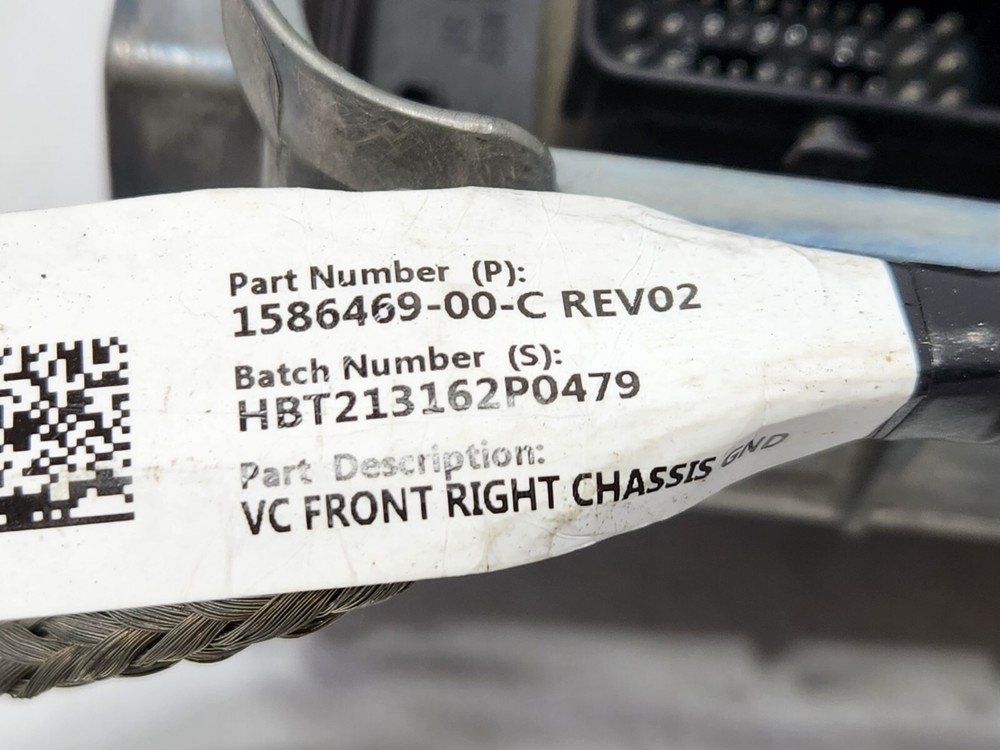 Part Number (P):
1586469-00-C REV02
Batch Number (S):
HBT213162P0479
Part Description:
VC FRONT RIGHT CHASSIS GND